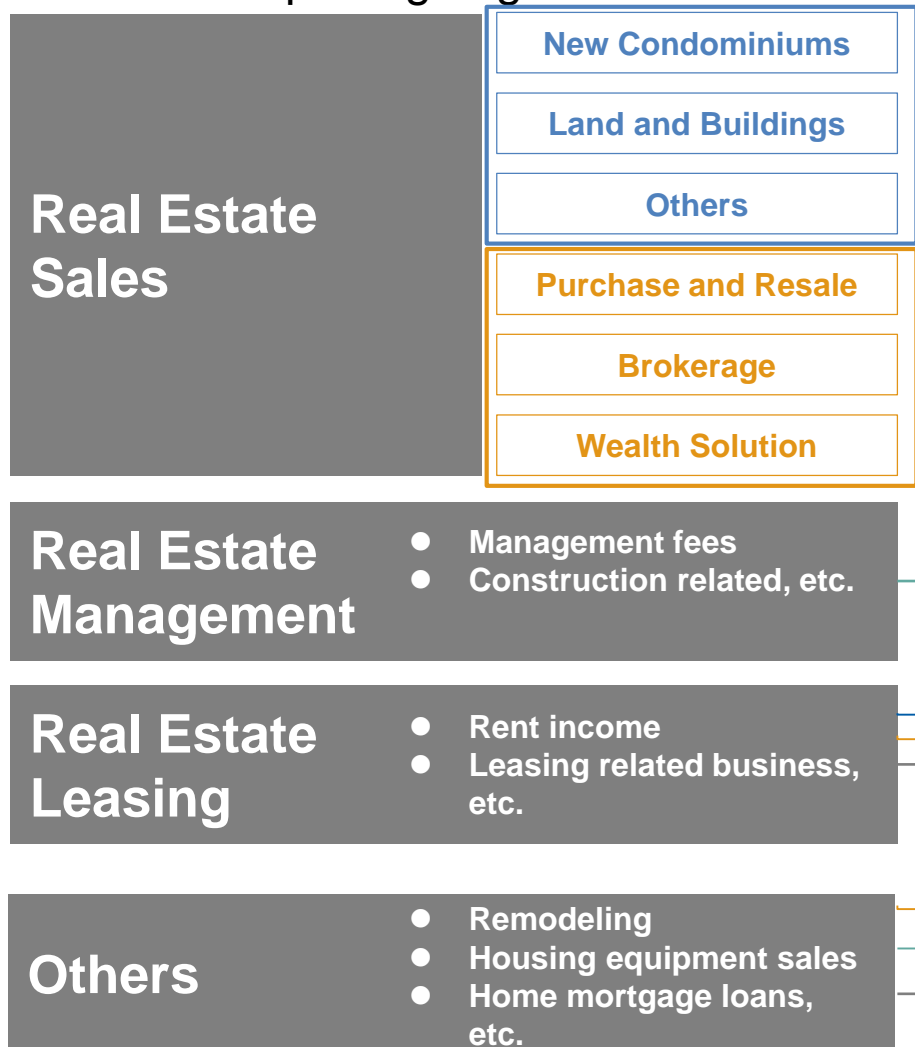 Real Estate
Sales
New Condominiums
Land and Buildings
Others
Purchase and Resale
Brokerage
Wealth Solution
Real Estate
Management
● Management fees
● Construction related, etc.
Real Estate
Leasing
● Rent income
● Leasing related business,
etc.
Others
● Remodeling
● Housing equipment sales
● Home mortgage loans,
etc.